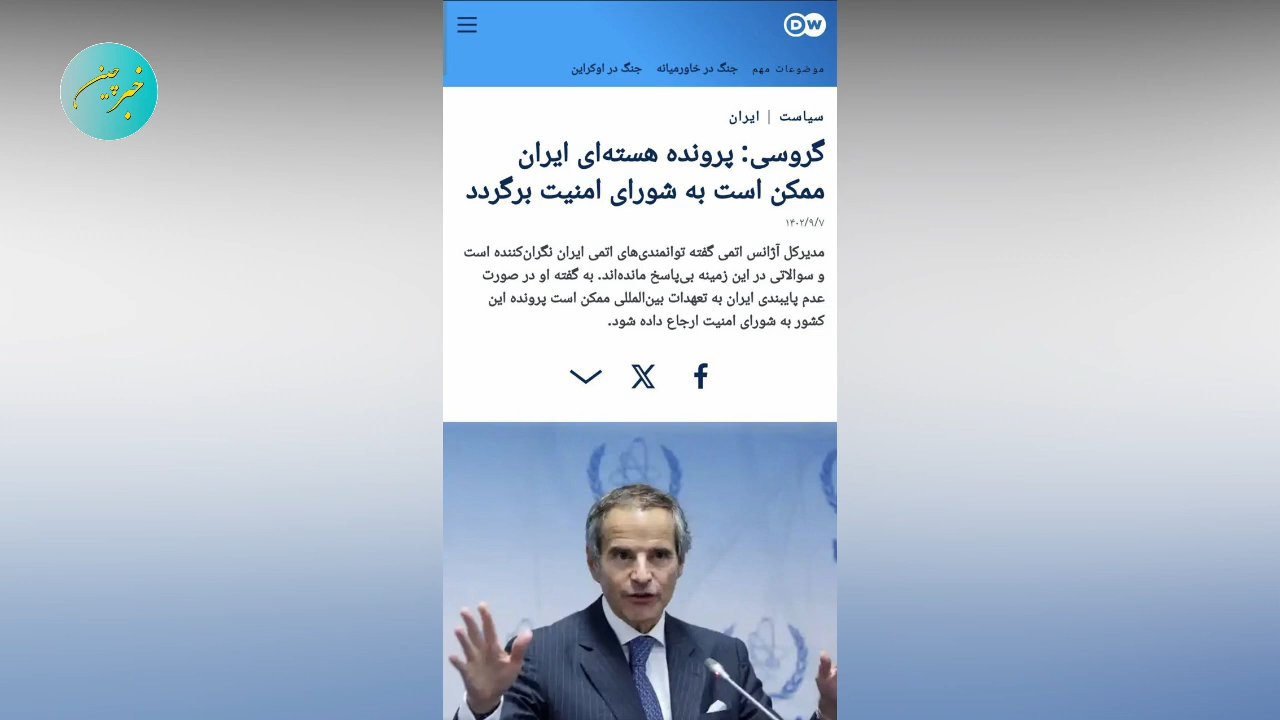 خبرچین
DW
موضوعات مهم جنگ در خاورمیانه جنگ در اوکراین
سیاست | ایران
گروسی: پرونده هسته‌ای ایران
ممکن است به شورای امنیت برگردد
۱۴۰۲/۹/۷
مدیرکل آژانس اتمی گفته توانمندی‌های اتمی ایران نگران‌کننده است
و سوالاتی در این زمینه بی‌پاسخ مانده‌اند. به گفته او در صورت
عدم پایبندی ایران به تعهدات بین‌المللی ممکن است پرونده این
کشور به شورای امنیت ارجاع داده شود.